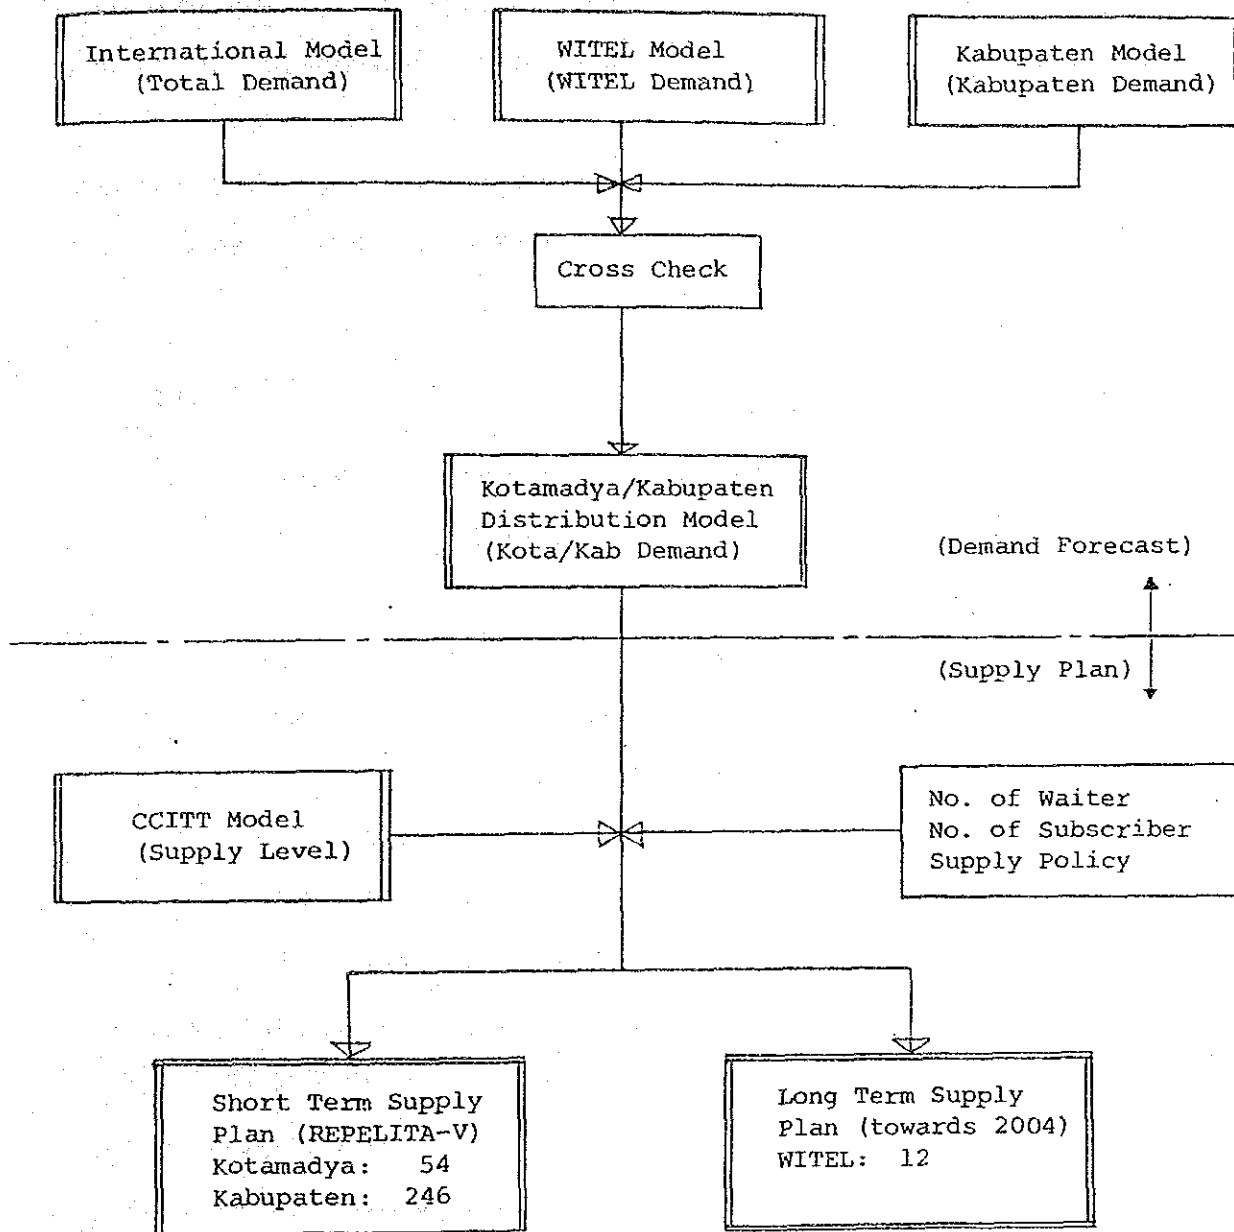 International Model
(Total Demand)
WITEL Model
(WITEL Demand)
Kabupaten Model
(Kabupaten Demand)
Cross Check
Kotamadya/Kabupaten
Distribution Model
(Kota/Kab Demand)
(Demand Forecast)
(Supply Plan)
CCITT Model
(Supply Level)
No. of Waiter
No. of Subscriber
Supply Policy
Short Term Supply
Plan (REPELITA-V)
Kotamadya: 54
Kabupaten: 246
Long Term Supply
Plan (towards 2004)
WITEL: 12